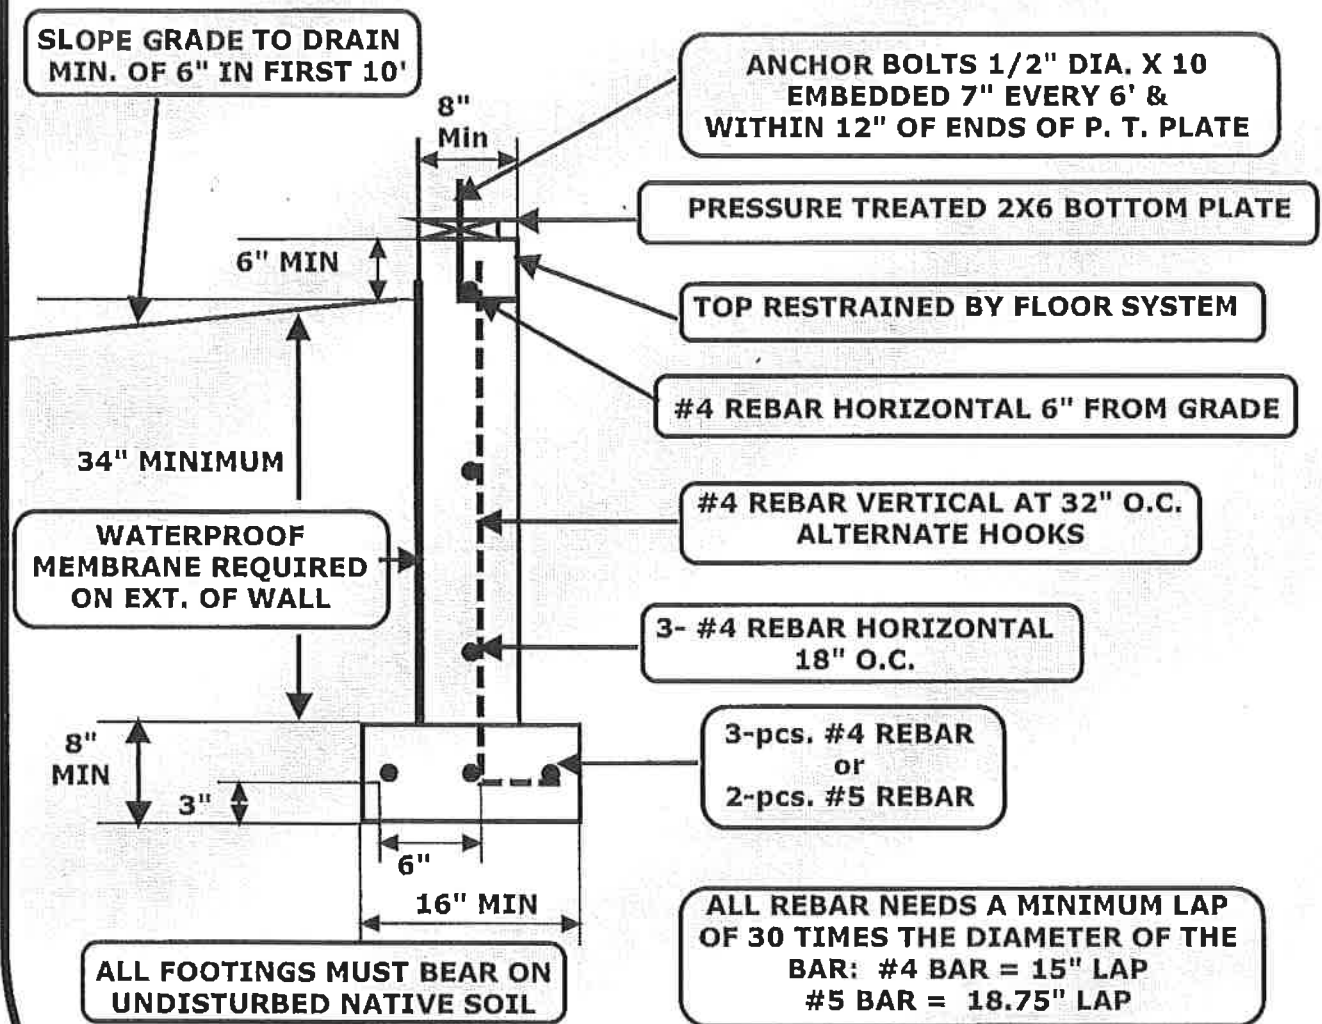 SLOPE GRADE TO DRAIN
MIN. OF 6" IN FIRST 10'
8"
Min
ANCHOR BOLTS 1/2" DIA. X 10
EMBEDDED 7" EVERY 6' &
WITHIN 12" OF ENDS OF P. T. PLATE
PRESSURE TREATED 2X6 BOTTOM PLATE
6" MIN
TOP RESTRAINED BY FLOOR SYSTEM
#4 REBAR HORIZONTAL 6" FROM GRADE
34" MINIMUM
#4 REBAR VERTICAL AT 32" O.C.
ALTERNATE HOOKS
WATERPROOF
MEMBRANE REQUIRED
ON EXT. OF WALL
3- #4 REBAR HORIZONTAL
18" O.C.
8"
MIN
3"
3-pcs. #4 REBAR
or
2-pcs. #5 REBAR
6"
16" MIN
ALL FOOTINGS MUST BEAR ON
UNDISTURBED NATIVE SOIL
ALL REBAR NEEDS A MINIMUM LAP
OF 30 TIMES THE DIAMETER OF THE
BAR: #4 BAR = 15" LAP
#5 BAR = 18.75" LAP